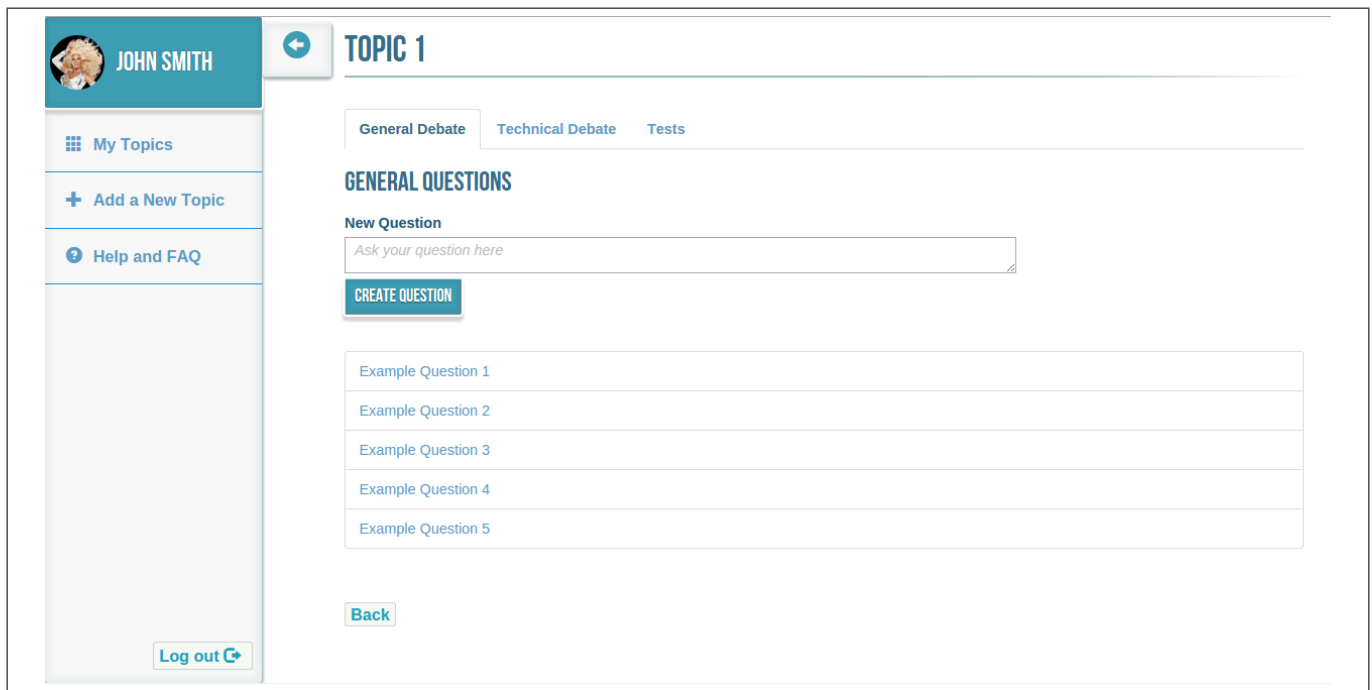 JOHN SMITH
My Topics
Add a New Topic
Help and FAQ
Log out
TOPIC 1
General Debate Technical Debate Tests
GENERAL QUESTIONS
New Question
Ask your question here
CREATE QUESTION
Example Question 1
Example Question 2
Example Question 3
Example Question 4
Example Question 5
Back